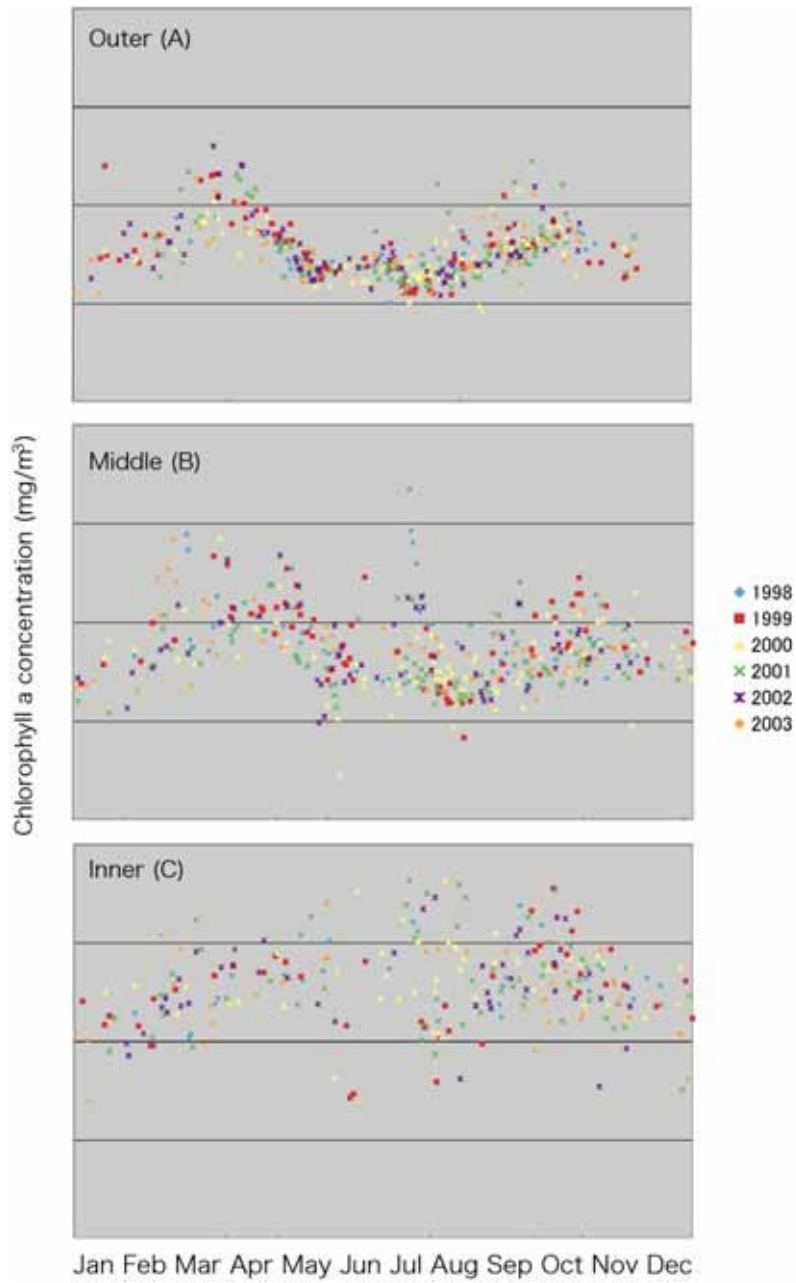 Outer (A)
Chlorophyll a concentration (mg/m³)
Middle (B)
1998
1999
2000
2001
2002
2003
Inner (C)
Jan Feb Mar Apr May Jun Jul Aug Sep Oct Nov Dec